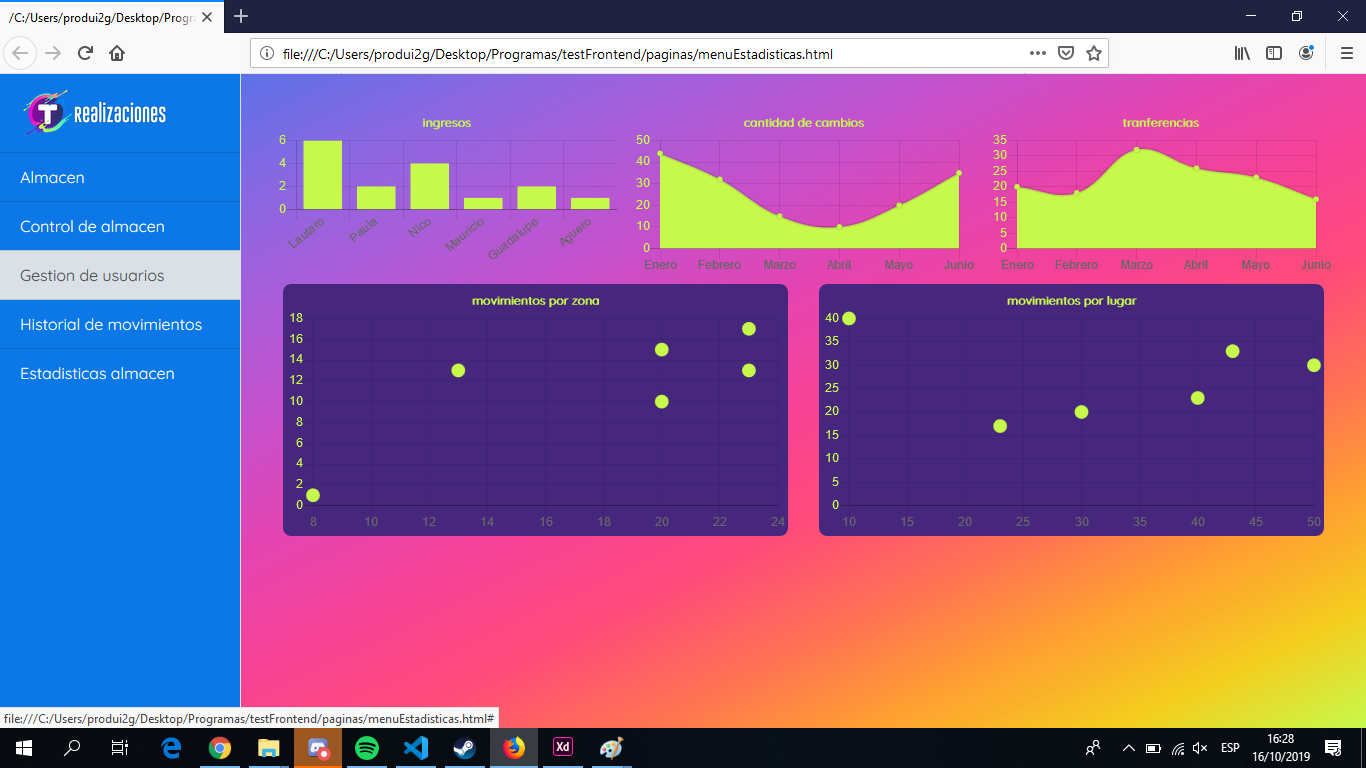 /C:/Users/produi2g/Desktop/Progra
file:///C:/Users/produi2g/Desktop/Programas/testFrontend/paginas/menuEstadisticas.html
T realizaciones
Almacen
Control de almacen
Gestion de usuarios
Historial de movimientos
Estadisticas almacen
ingresos
6
4
2
0
Lautaro Paula Nico Mauricio Guadalupe Aguero
cantidad de cambios
50
40
30
20
10
0
Enero Febrero Marzo Abril Mayo Junio
tranferencias
35
30
25
20
15
10
5
0
Enero Febrero Marzo Abril Mayo Junio
movimientos por zona
18
16
14
12
10
8
6
4
2
0
8 10 12 14 16 18 20 22 24
movimientos por lugar
40
35
30
25
20
15
10
5
0
10 15 20 25 30 35 40 45 50
file:///C:/Users/produi2g/Desktop/Programas/testFrontend/paginas/menuEstadisticas.html#
Xd
ESP
16:28
16/10/2019